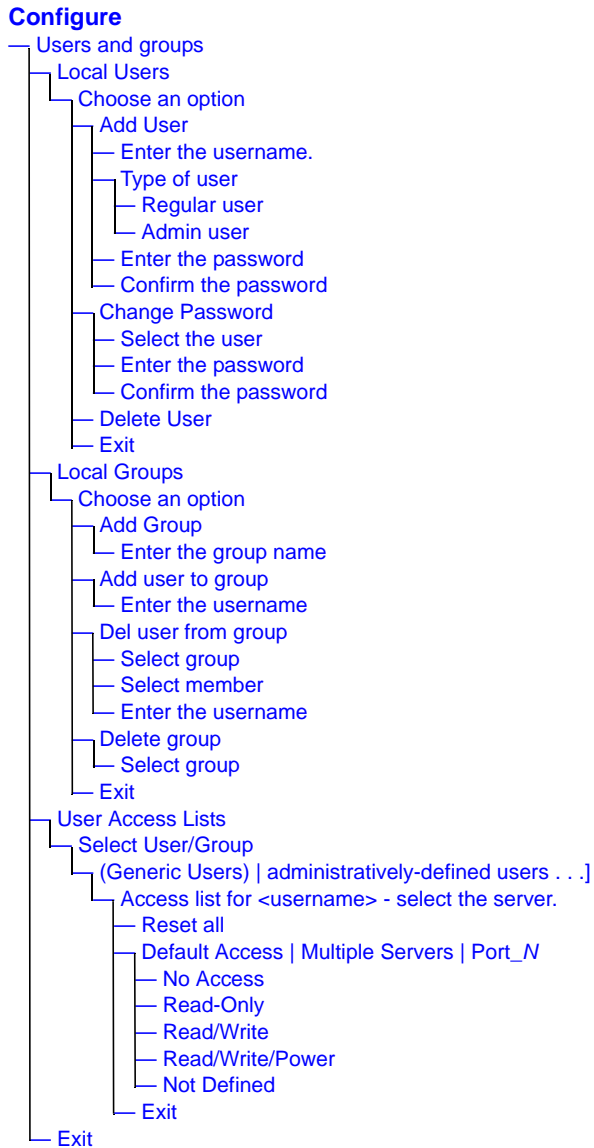 Configure
Users and groups
Local Users
Choose an option
Add User
Enter the username.
Type of user
Regular user
Admin user
Enter the password
Confirm the password
Change Password
Select the user
Enter the password
Confirm the password
Delete User
Exit
Local Groups
Choose an option
Add Group
Enter the group name
Add user to group
Enter the username
Del user from group
Select group
Select member
Enter the username
Delete group
Select group
Exit
User Access Lists
Select User/Group
(Generic Users) | administratively-defined users . . .]
Access list for <username> - select the server.
Reset all
Default Access | Multiple Servers | Port_N
No Access
Read-Only
Read/Write
Read/Write/Power
Not Defined
Exit
Exit